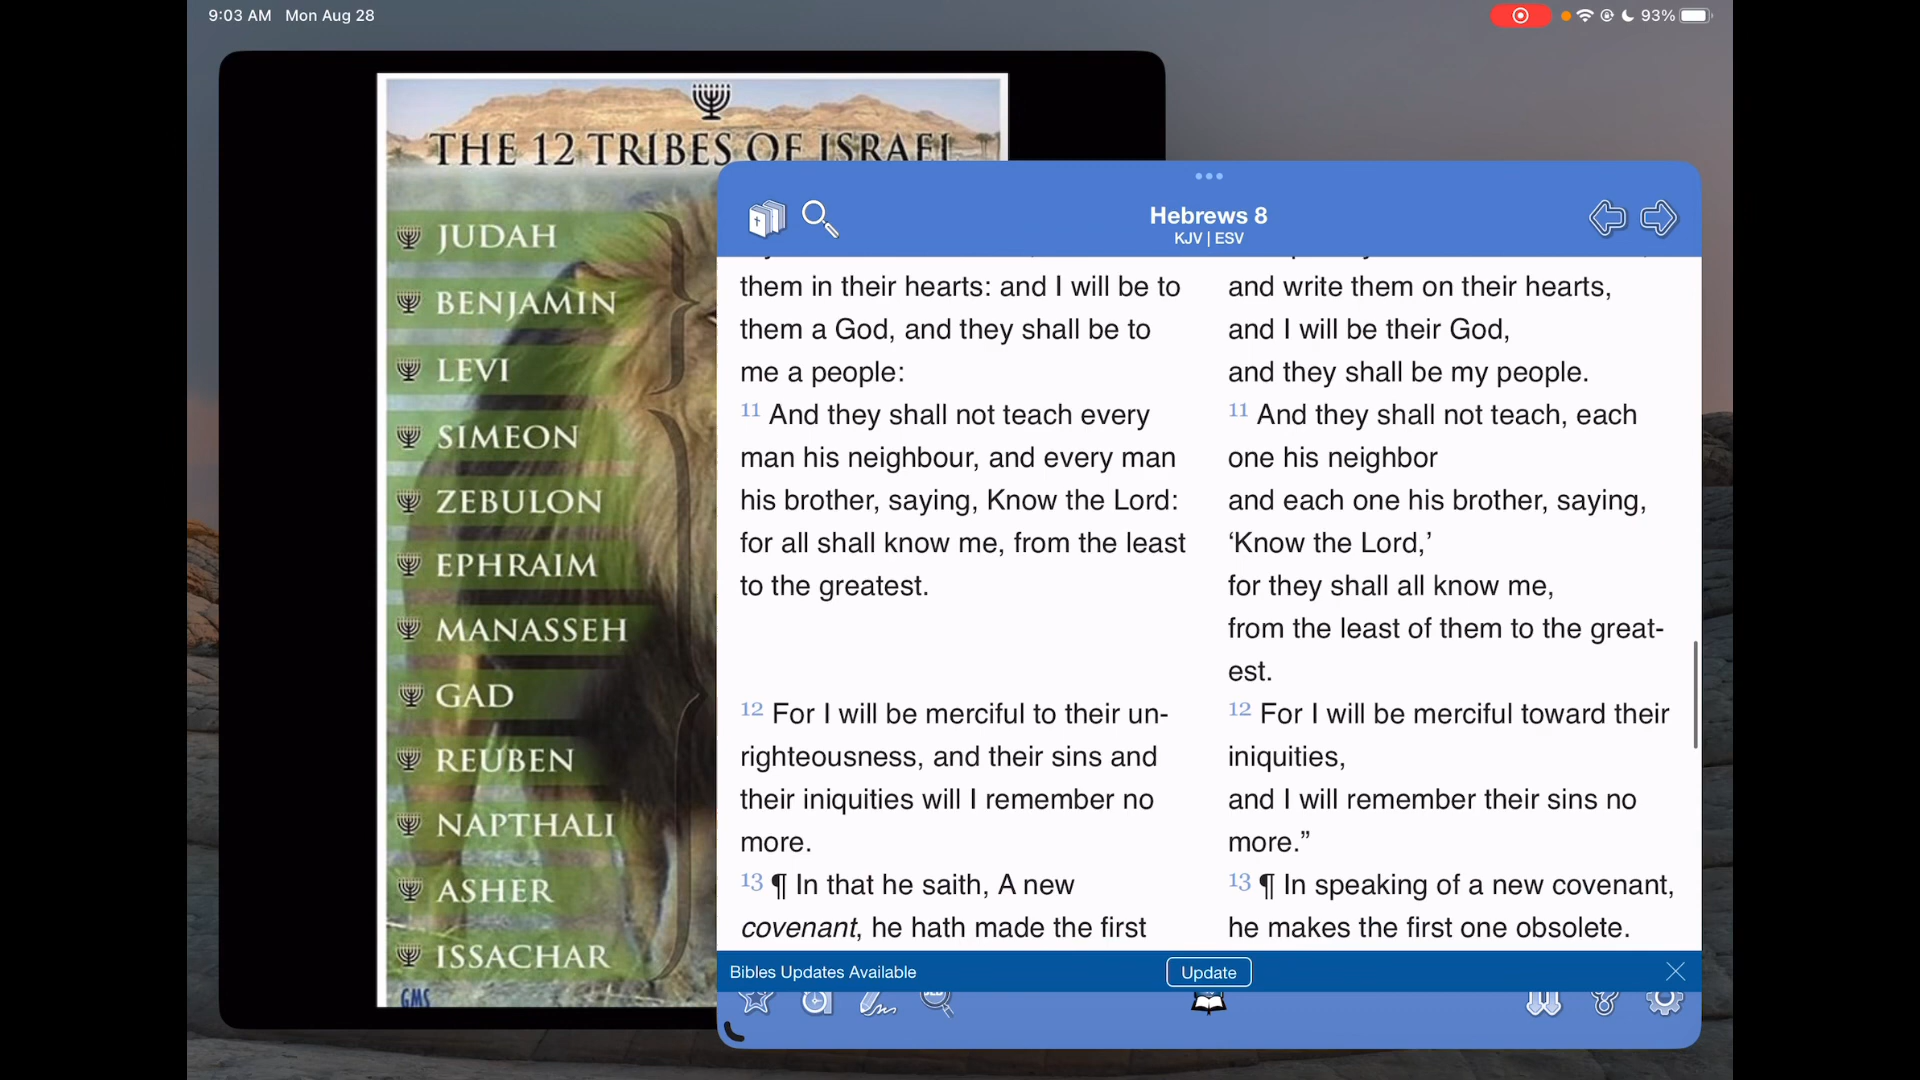 9:03 AM Mon Aug 28
93%
THE 12 TRIBES OF ISRAEL
JUDAH
BENJAMIN
LEVI
SIMEON
ZEBULON
EPHRAIM
MANASSEH
GAD
REUBEN
NAPTHALI
ASHER
ISSACHAR
GMS
Hebrews 8
KJV | ESV
them in their hearts: and I will be to
them a God, and they shall be to
me a people:
11 And they shall not teach every
man his neighbour, and every man
his brother, saying, Know the Lord:
for all shall know me, from the least
to the greatest.
12 For I will be merciful to their un-
righteousness, and their sins and
their iniquities will I remember no
more.
13 ¶ In that he saith, A new
covenant, he hath made the first
and write them on their hearts,
and I will be their God,
and they shall be my people.
11 And they shall not teach, each
one his neighbor
and each one his brother, saying,
‘Know the Lord,’
for they shall all know me,
from the least of them to the great-
est.
12 For I will be merciful toward their
iniquities,
and I will remember their sins no
more.”
13 ¶ In speaking of a new covenant,
he makes the first one obsolete.
Bibles Updates Available
Update